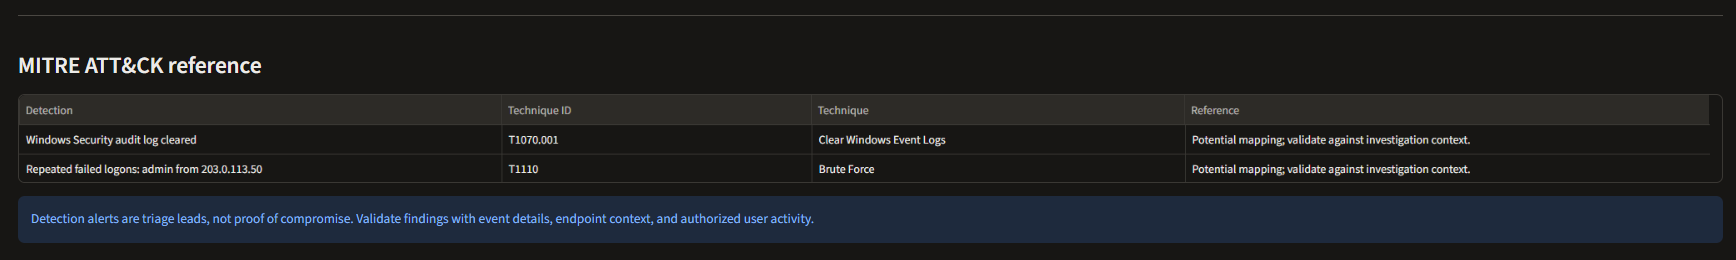 MITRE ATT&CK reference
Detection Technique ID Technique Reference
Windows Security audit log cleared T1070.001 Clear Windows Event Logs Potential mapping; validate against investigation context.
Repeated failed logons: admin from 203.0.113.50 T1110 Brute Force Potential mapping; validate against investigation context.
Detection alerts are triage leads, not proof of compromise. Validate findings with event details, endpoint context, and authorized user activity.